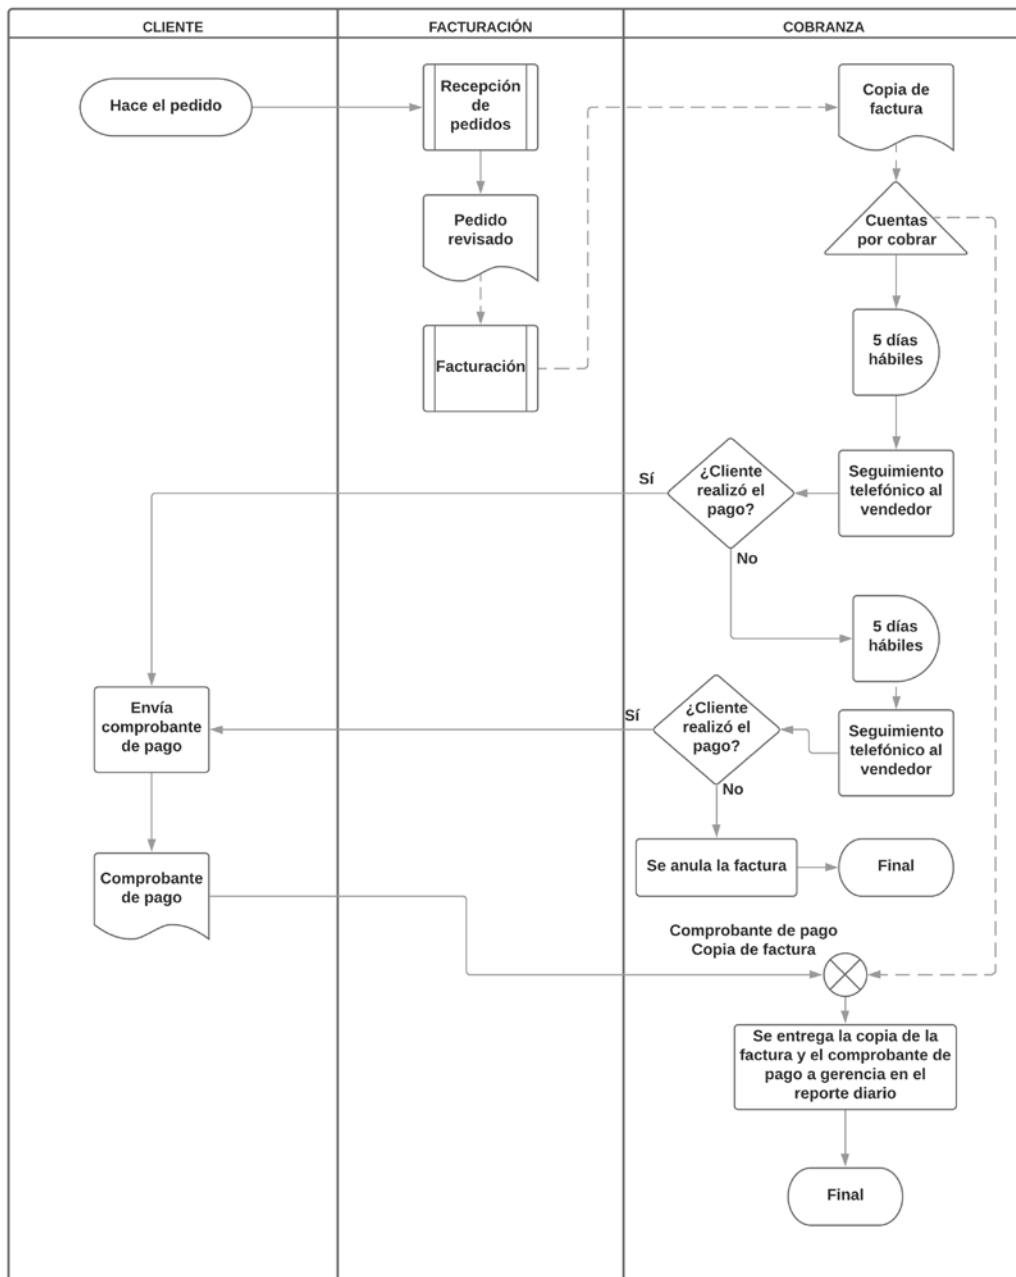 CLIENTE
FACTURACIÓN
COBRANZA
Hace el pedido
Recepción
de
pedidos
Copia de
factura
Pedido
revisado
Cuentas
por cobrar
Facturación
5 días
hábiles
Seguimiento
telefónico al
vendedor
¿Cliente
realizó el
pago?
Sí
No
5 días
hábiles
Seguimiento
telefónico al
vendedor
¿Cliente
realizó el
pago?
Sí
No
Envía
comprobante
de pago
Se anula la factura
Final
Comprobante
de pago
Comprobante de pago
Copia de factura
Se entrega la copia de la
factura y el comprobante de
pago a gerencia en el
reporte diario
Final